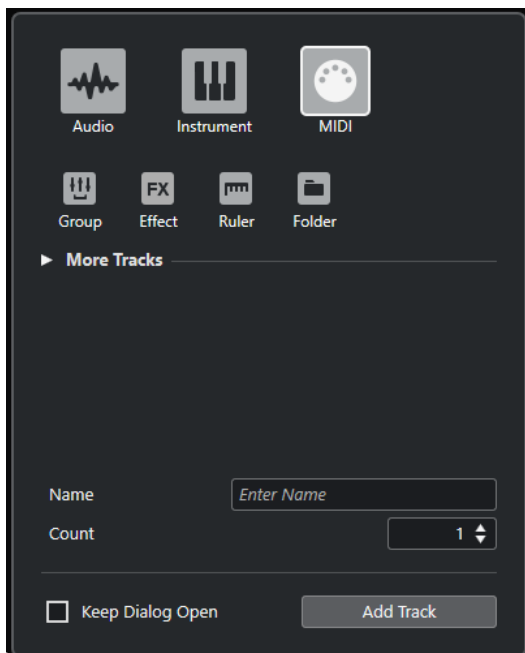 Audio Instrument MIDI
FX
Group Effect Ruler Folder
More Tracks
Name Enter Name
Count 1
Keep Dialog Open Add Track